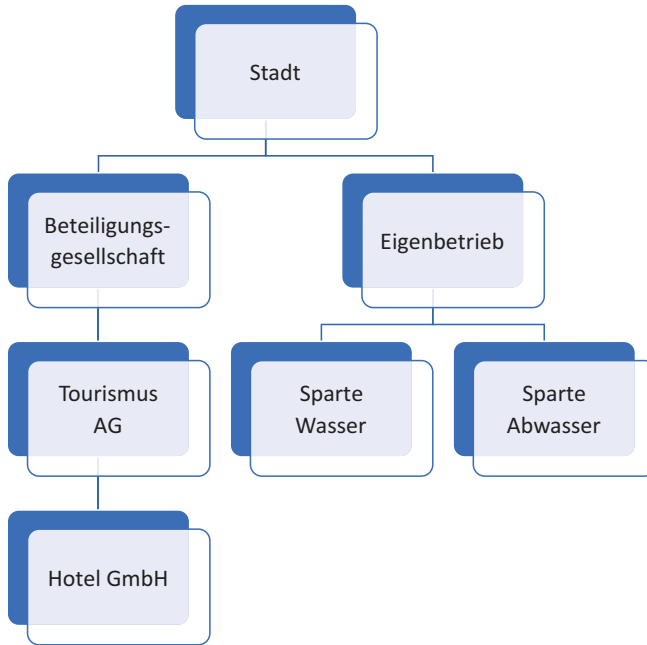 Stadt
Beteiligungs-
gesellschaft
Eigenbetrieb
Tourismus
AG
Sparte
Wasser
Sparte
Abwasser
Hotel GmbH